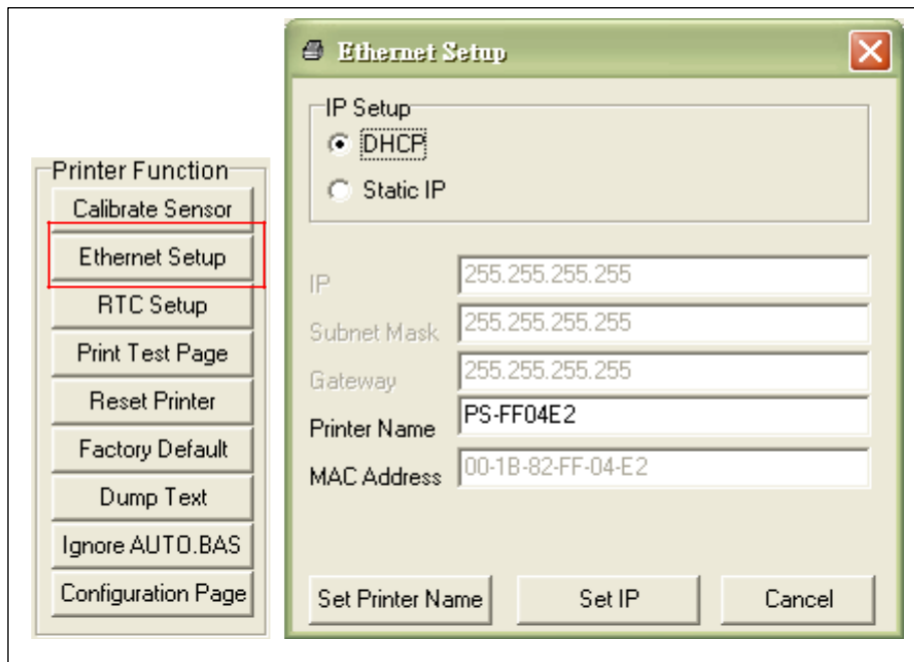 Printer Function
Calibrate Sensor
Ethernet Setup
RTC Setup
Print Test Page
Reset Printer
Factory Default
Dump Text
Ignore AUTO.BAS
Configuration Page
Ethernet Setup
IP Setup
DHCP
Static IP
IP 255.255.255.255
Subnet Mask 255.255.255.255
Gateway 255.255.255.255
Printer Name PS-FF04E2
MAC Address 00-1B-82-FF-04-E2
Set Printer Name Set IP Cancel